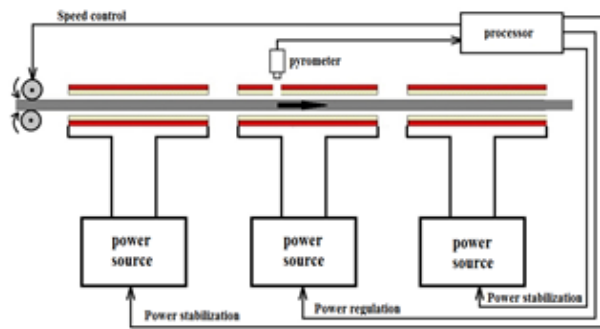 Speed control
processor
pyrometer
power
source
power
source
power
source
Power stabilization
Power regulation
Power stabilization